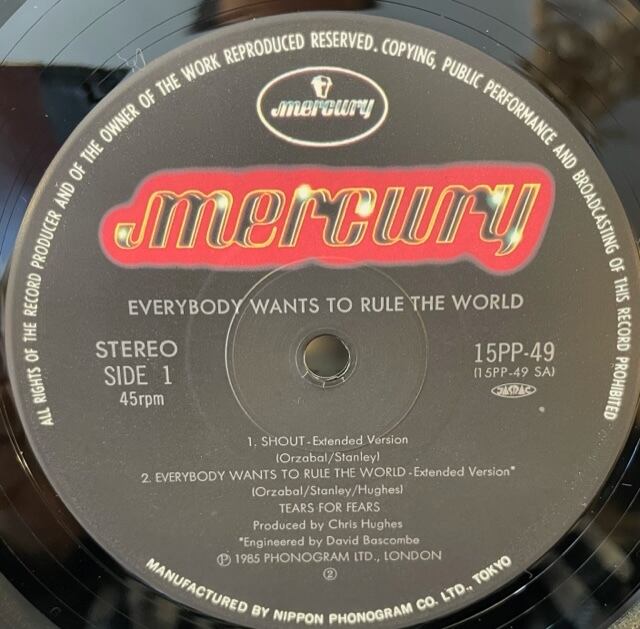 ALL RIGHTS OF THE RECORD PRODUCER AND OF THE OWNER OF THE WORK REPRODUCED RESERVED. COPYING, PUBLIC PERFORMANCE AND BROADCASTING OF THIS RECORD PROHIBITED
mercury
mercury
EVERYBODY WANTS TO RULE THE WORLD
STEREO
SIDE 1
45rpm
15PP-49
(15PP-49 SA)
JASRAC
1. SHOUT-Extended Version
(Orzabal/Stanley)
2. EVERYBODY WANTS TO RULE THE WORLD-Extended Version*
(Orzabal/Stanley/Hughes)
TEARS FOR FEARS
Produced by Chris Hughes
*Engineered by David Bascombe
Ⓟ 1985 PHONOGRAM LTD., LONDON
②
MANUFACTURED BY NIPPON PHONOGRAM CO. LTD., TOKYO